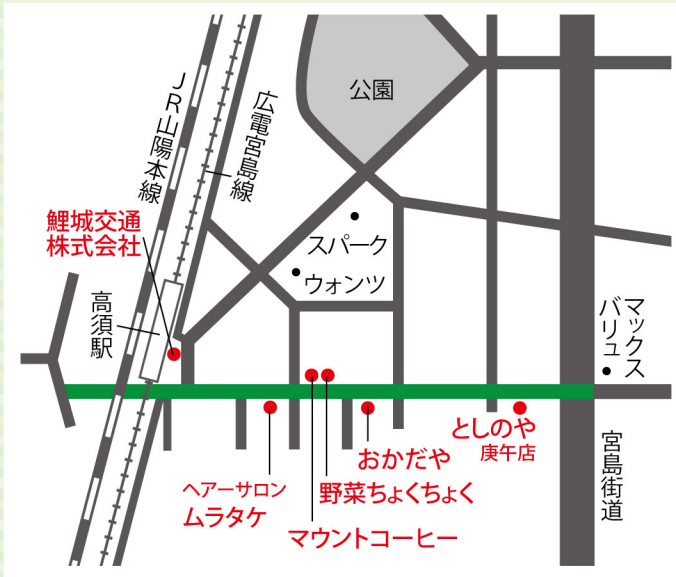 公園
JR山陽本線
広電宮島線
鯉城交通
株式会社
スパーク
ウォンツ
高須駅
マックス
バリュ
としのや
庚午店
おかだや
ヘアーサロン
ムラタケ
野菜ちょくちょく
マウントコーヒー
宮島街道